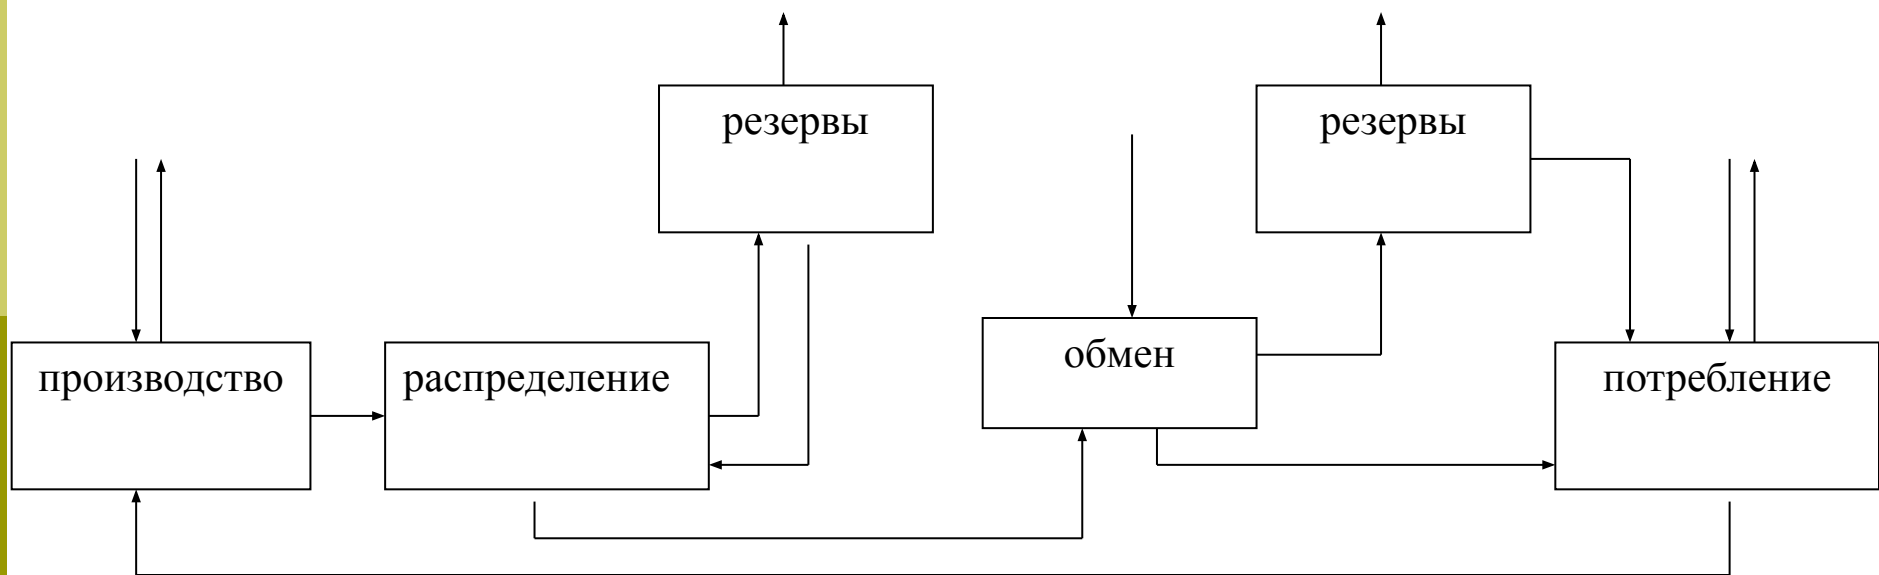 резервы
резервы
производство
распределение
обмен
потребление